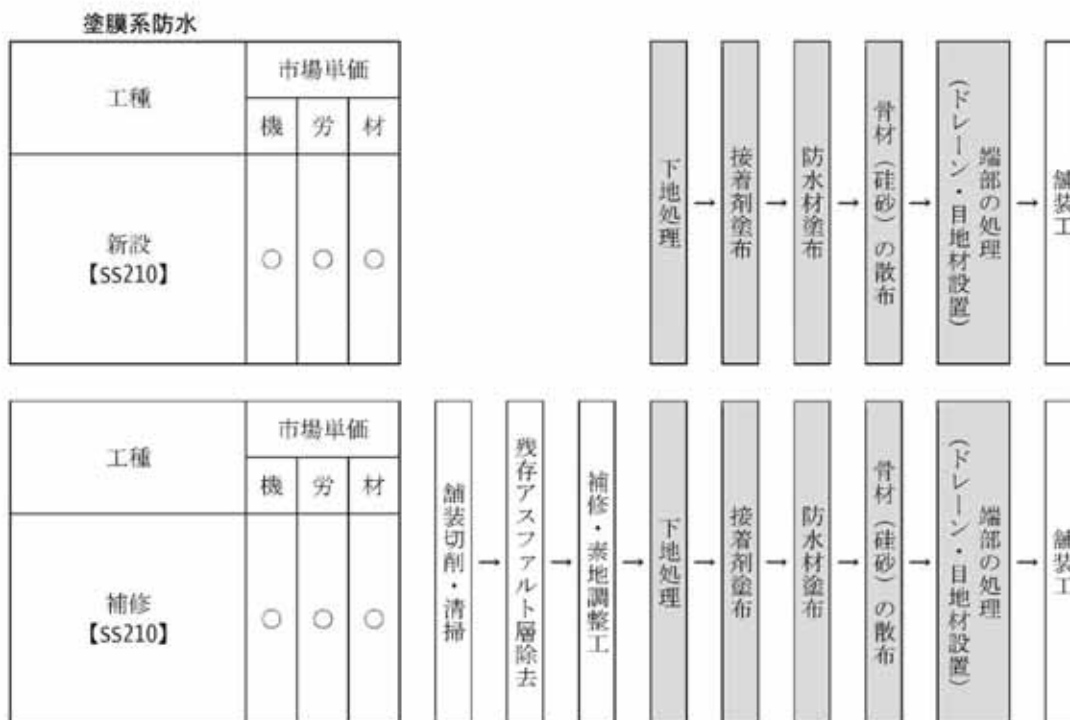 塗膜系防水
工種
市場単価
機 労 材
新設
【SS210】
○ ○ ○
下地処理
→
接着剤塗布
→
防水材塗布
→
骨材（硅砂）の散布
→
端部の処理
（ドレーン・目地材設置）
→
舗装工
工種
市場単価
機 労 材
補修
【SS210】
○ ○ ○
舗装切削・清掃
→
残存アスファルト層除去
→
補修・素地調整工
→
下地処理
→
接着剤塗布
→
防水材塗布
→
骨材（硅砂）の散布
→
端部の処理
（ドレーン・目地材設置）
→
舗装工